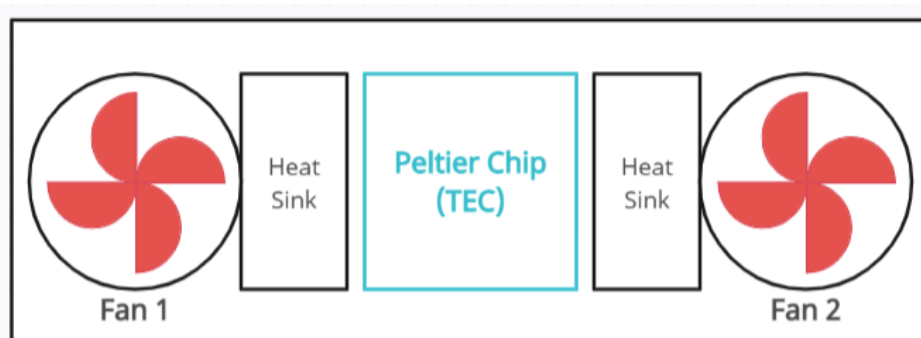 Heat
Sink
Peltier Chip
(TEC)
Heat
Sink
Fan 1
Fan 2